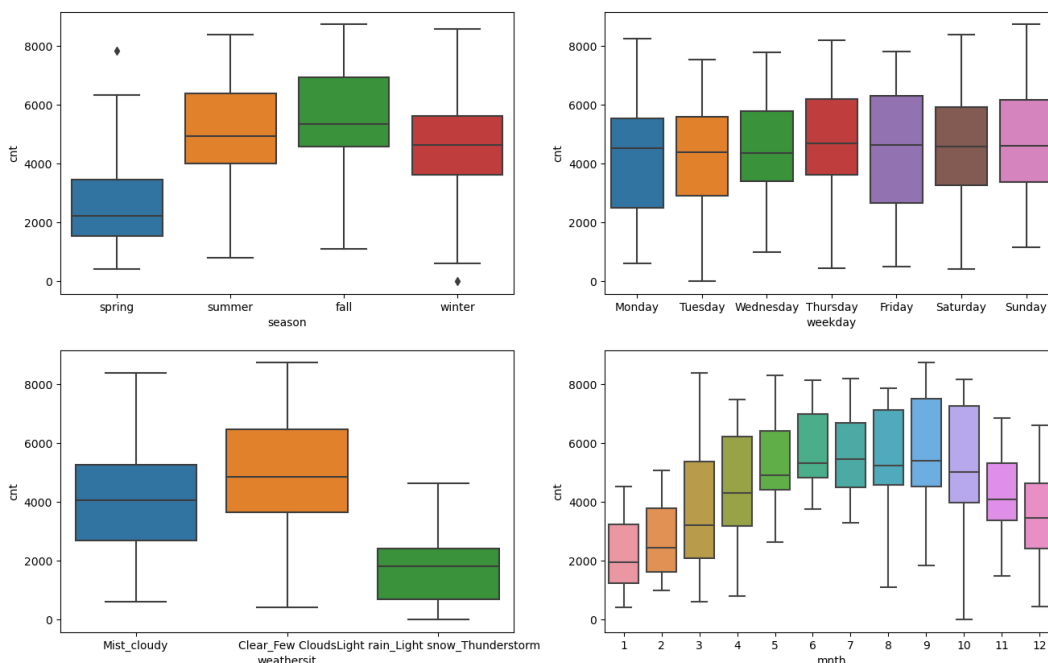 8000
6000
4000
2000
0
cnt
spring summer fall winter
season
8000
6000
4000
2000
0
cnt
Monday Tuesday Wednesday Thursday Friday Saturday Sunday
weekday
8000
6000
4000
2000
0
cnt
Mist_cloudy Clear_Few Clouds Light rain_Light snow_Thunderstorm
weathersit
8000
6000
4000
2000
0
cnt
1 2 3 4 5 6 7 8 9 10 11 12
mnth